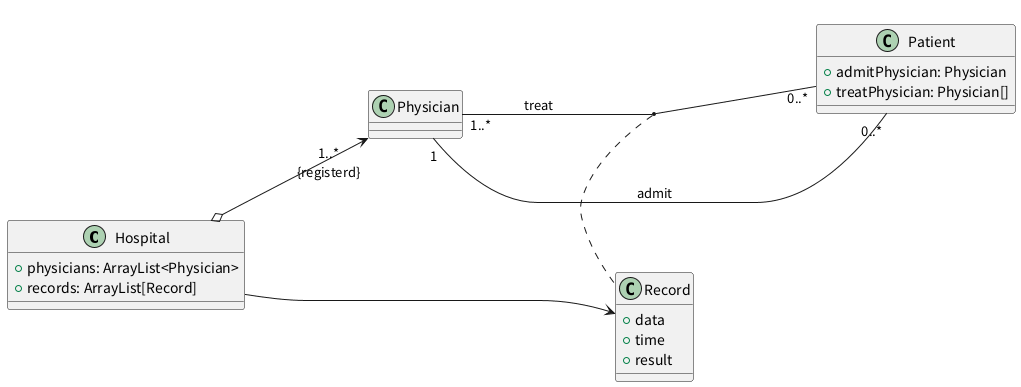 C Patient
admitPhysician: Physician
treatPhysician: Physician[]
C Physician
treat
1..*
0..*
0..*
1
admit
1..*
{registerd}
C Hospital
physicians: ArrayList<Physician>
records: ArrayList[Record]
C Record
data
time
result